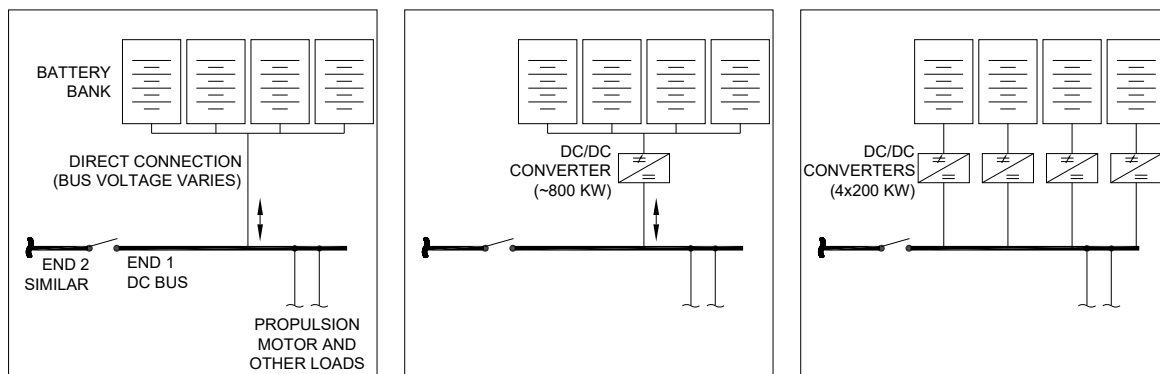 BATTERY
BANK
DIRECT CONNECTION
(BUS VOLTAGE VARIES)
END 2
SIMILAR
END 1
DC BUS
PROPULSION
MOTOR AND
OTHER LOADS
DC/DC
CONVERTER
(~800 KW)
DC/DC
CONVERTERS
(4x200 KW)